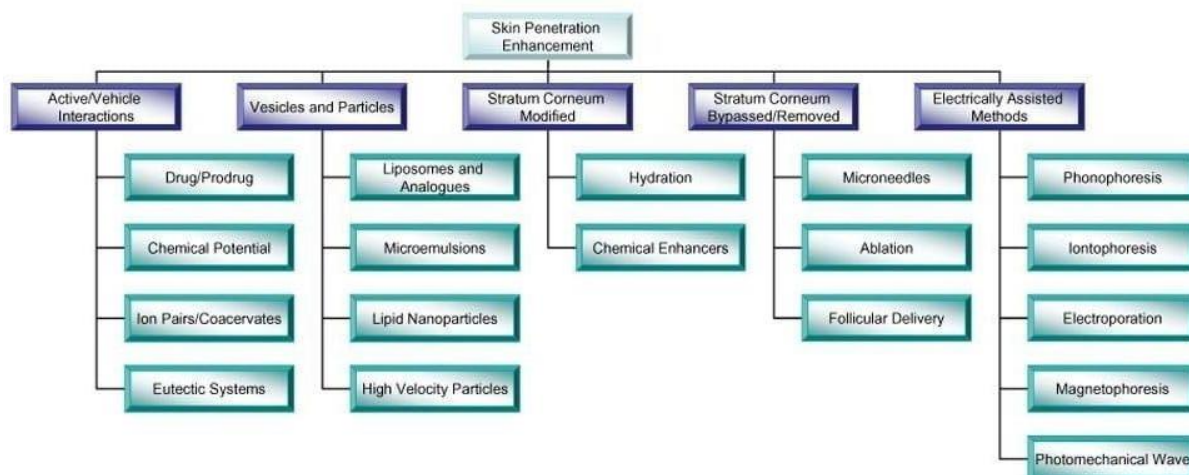 Skin Penetration
Enhancement
Active/Vehicle
Interactions
Drug/Prodrug
Chemical Potential
Ion Pairs/Coacervates
Eutectic Systems
Vesicles and Particles
Liposomes and
Analogues
Microemulsions
Lipid Nanoparticles
High Velocity Particles
Stratum Corneum
Modified
Hydration
Chemical Enhancers
Stratum Corneum
Bypassed/Removed
Microneedles
Ablation
Follicular Delivery
Electrically Assisted
Methods
Phonophoresis
Iontophoresis
Electroporation
Magnetophoresis
Photomechanical Wave